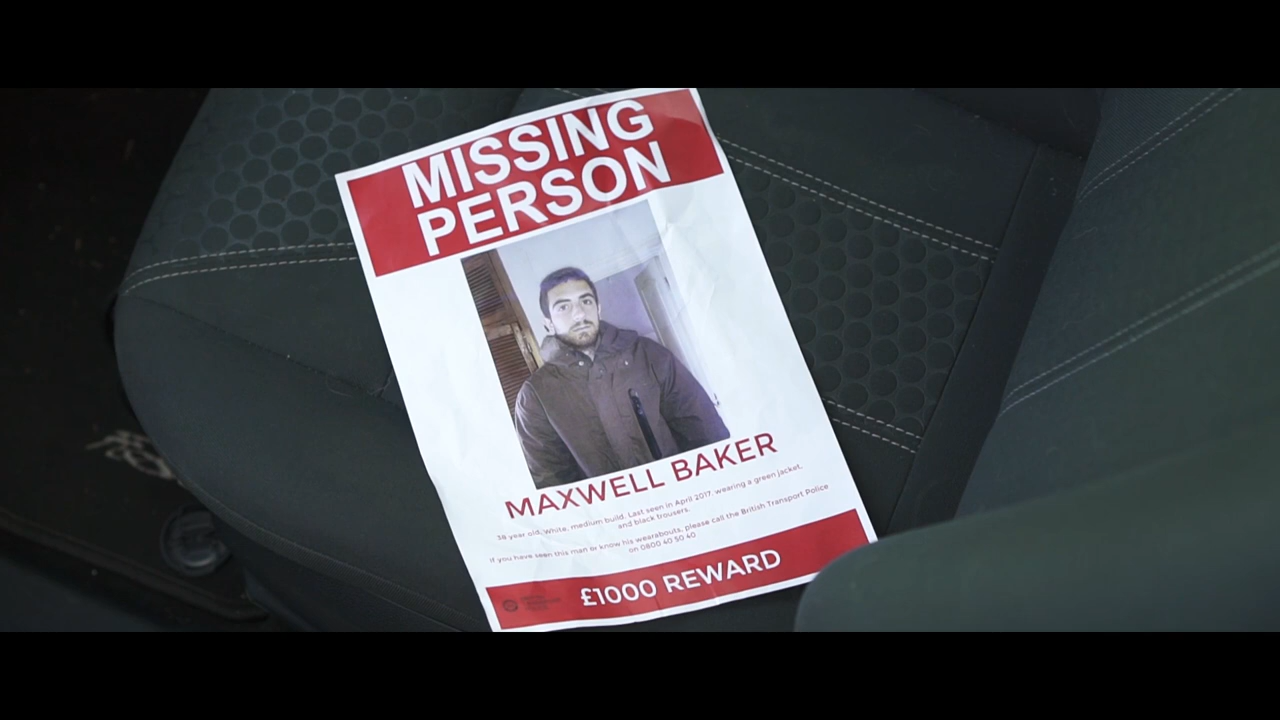 MISSING
PERSON
MAXWELL BAKER
38 year old, White, medium build. Last seen in April 2017, wearing a green jacket,
and black trousers.
If you have seen this man or know his wearabouts, please call the British Transport Police
on 0800 40 50 40
£1000 REWARD